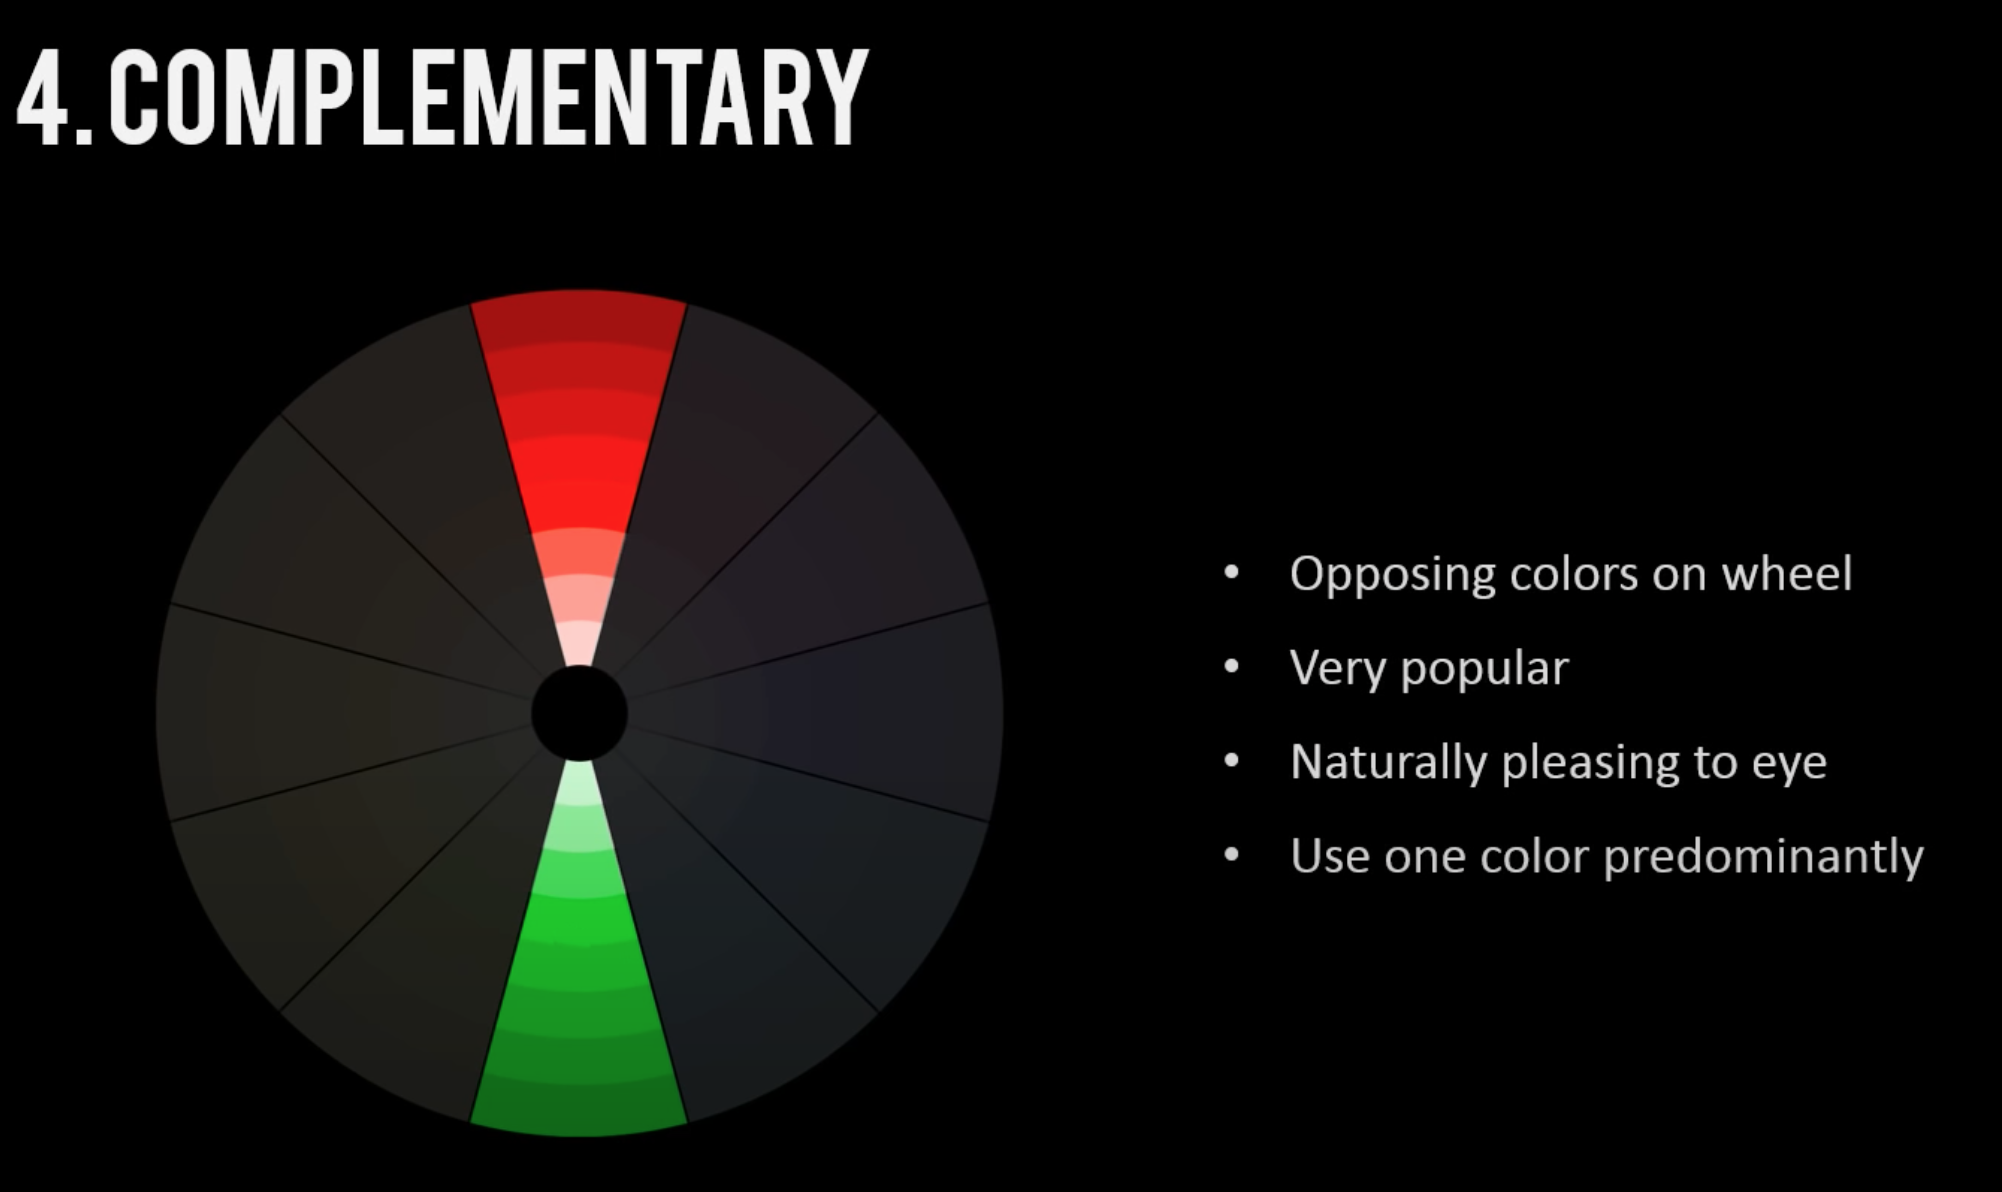 4. COMPLEMENTARY
• Opposing colors on wheel
• Very popular
• Naturally pleasing to eye
• Use one color predominantly